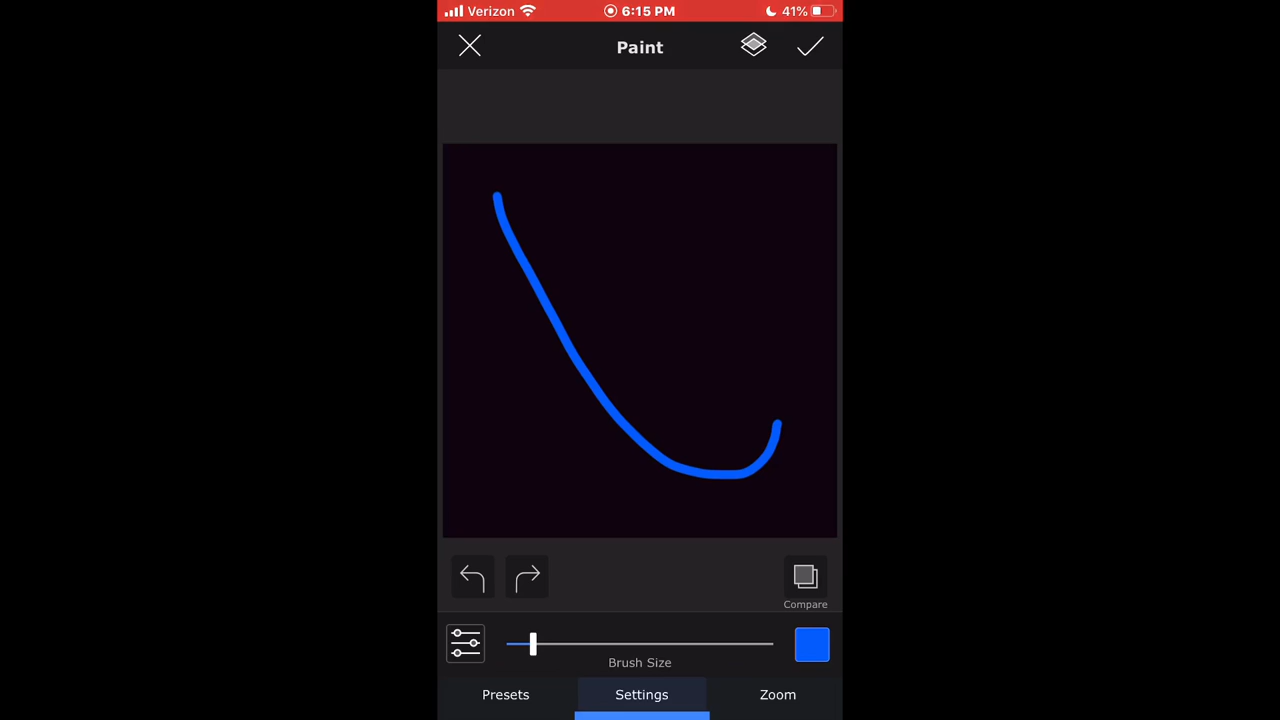 Verizon 6:15 PM 41%
Paint
Compare
Brush Size
Presets Settings Zoom